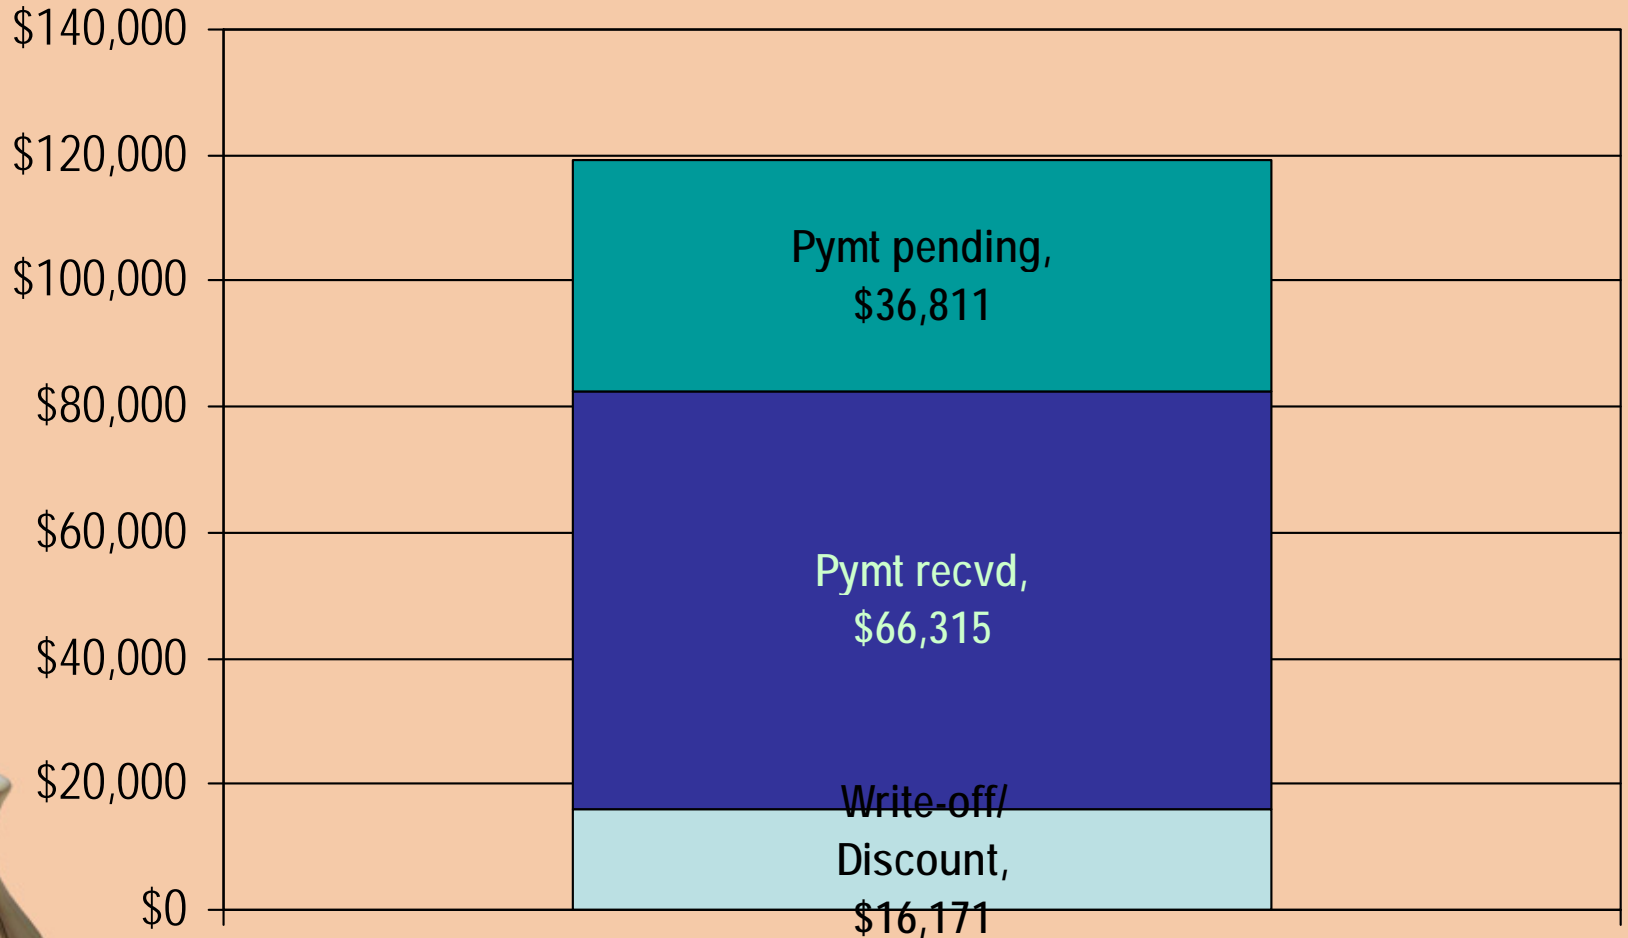 $140,000
$120,000
$100,000
$80,000
$60,000
$40,000
$20,000
$0
Pymt pending,
$36,811
Pymt recvd,
$66,315
Write-off/
Discount,
$16,171